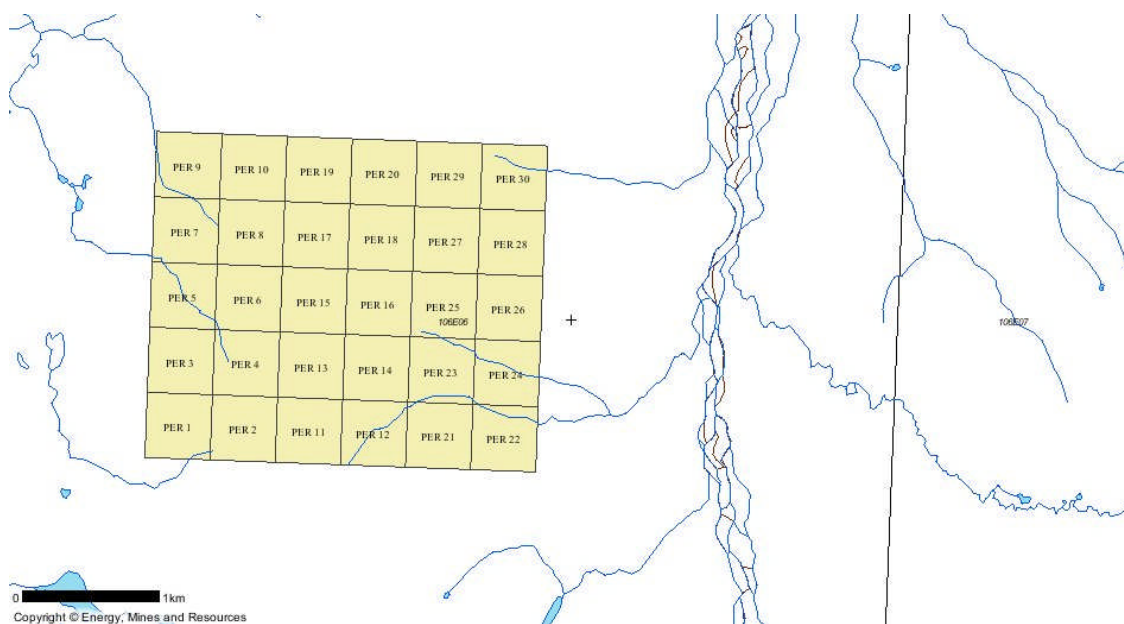 PER 9 PER 10 PER 19 PER 20 PER 29 PER 30
PER 7 PER 8 PER 17 PER 18 PER 27 PER 28
PER 5 PER 6 PER 15 PER 16 PER 25 PER 26
106E06 106E07
PER 3 PER 4 PER 13 PER 14 PER 23 PER 24
PER 1 PER 2 PER 11 PER 12 PER 21 PER 22
0 1km
Copyright © Energy, Mines and Resources